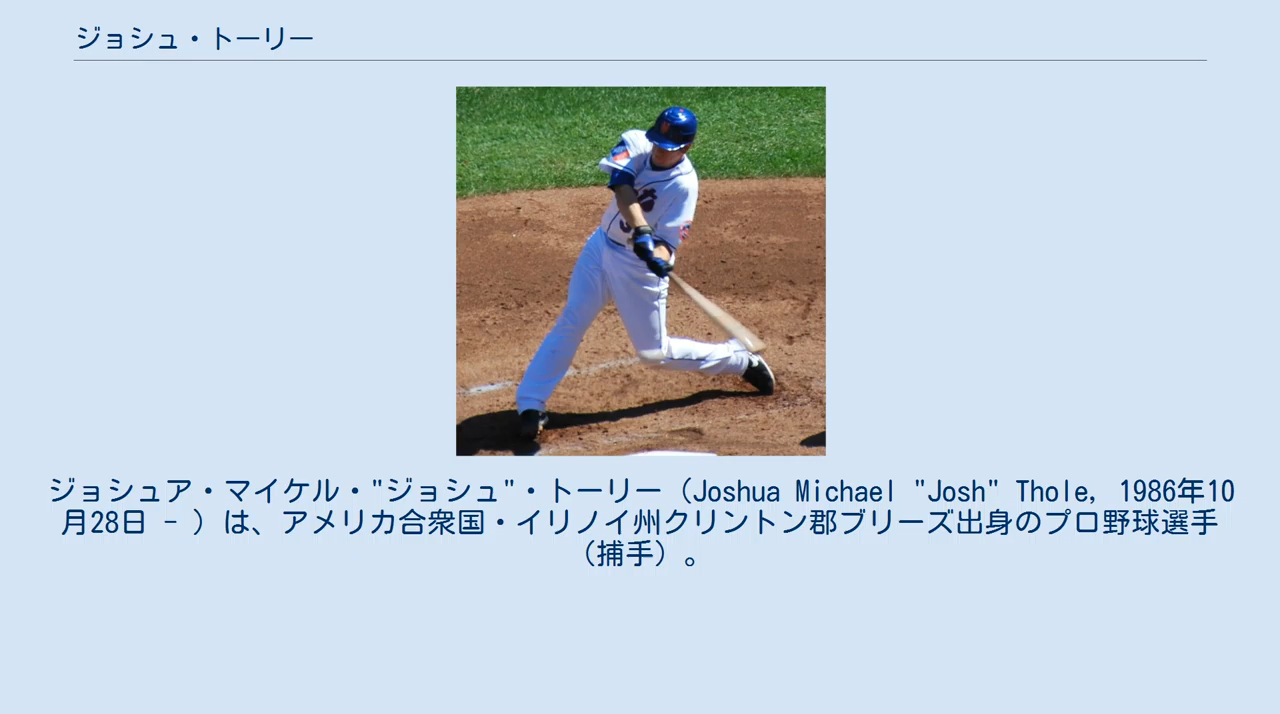 ジョシュ・トーリー
ジョシュア・マイケル・"ジョシュ"・トーリー（Joshua Michael "Josh" Thole, 1986年10
月28日 - ）は、アメリカ合衆国・イリノイ州クリントン郡ブリーズ出身のプロ野球選手
（捕手）。